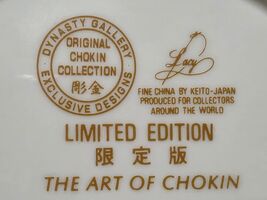 DYNASTY GALLERY
ORIGINAL
CHOKIN
COLLECTION
彫金
EXCLUSIVE DESIGNS
Lacy
FINE CHINA BY KEITO-JAPAN
PRODUCED FOR COLLECTORS
AROUND THE WORLD
LIMITED EDITION
限定版
THE ART OF CHOKIN